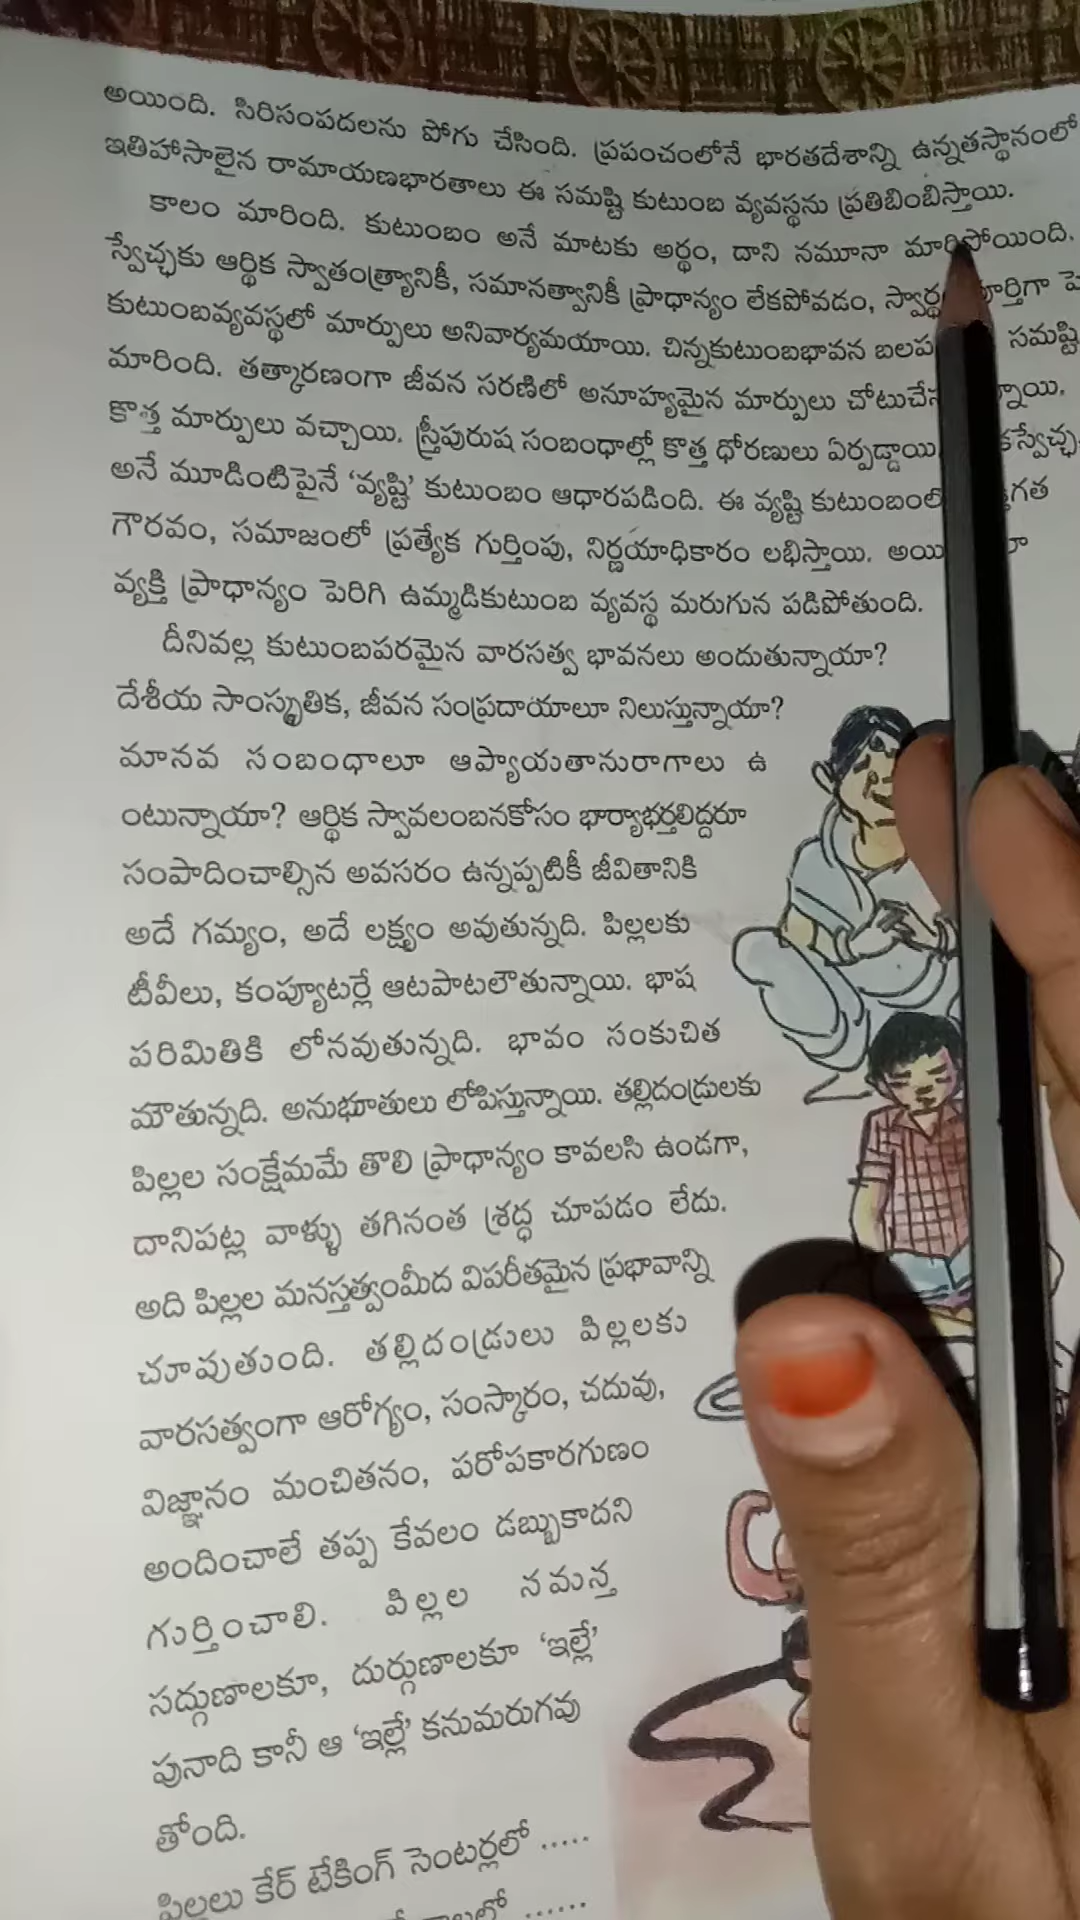 అయింది. సిరిసంపదలను పోగు చేసింది. ప్రపంచంలోనే భారతదేశాన్ని ఉన్నతస్థానంలో
ఇతిహాసాలైన రామాయణభారతాలు ఈ సమష్టి కుటుంబ వ్యవస్థను ప్రతిబింబిస్తాయి.
కాలం మారింది. కుటుంబం అనే మాటకు అర్థం, దాని నమూనా మారిపోయింది.
స్వేచ్ఛకు ఆర్థిక స్వాతంత్ర్యానికీ, సమానత్వానికీ ప్రాధాన్యం లేకపోవడం,
కుటుంబవ్యవస్థలో మార్పులు అనివార్యమయాయి. చిన్నకుటుంబభావన సమష్టి
మారింది. తత్కారణంగా జీవన సరణిలో అనూహ్యమైన మార్పులు
కొత్త మార్పులు వచ్చాయి. స్త్రీపురుష సంబంధాల్లో కొత్త ధోరణులు ఏర్పడ్డాయి.
అనే మూడింటిపైనే ‘వ్యష్టి’ కుటుంబం ఆధారపడింది. ఈ వ్యష్టి
గౌరవం, సమాజంలో ప్రత్యేక గుర్తింపు, నిర్ణయాధికారం లభిస్తాయి.
వ్యక్తి ప్రాధాన్యం పెరిగి ఉమ్మడికుటుంబ వ్యవస్థ మరుగున పడిపోతుంది.
దీనివల్ల కుటుంబపరమైన వారసత్వ భావనలు అందుతున్నాయా?
దేశీయ సాంస్కృతిక, జీవన సంప్రదాయాలూ నిలుస్తున్నాయా?
మానవ సంబంధాలూ ఆప్యాయతానురాగాలు ఉ
ంటున్నాయా? ఆర్థిక స్వావలంబనకోసం భార్యాభర్తలిద్దరూ
సంపాదించాల్సిన అవసరం ఉన్నప్పటికీ జీవితానికి
అదే గమ్యం, అదే లక్ష్యం అవుతున్నది. పిల్లలకు
టీవీలు, కంప్యూటర్లే ఆటపాటలౌతున్నాయి. భాష
పరిమితికి లోనవుతున్నది. భావం సంకుచిత
మౌతున్నది. అనుభూతులు లోపిస్తున్నాయి. తల్లిదండ్రులకు
పిల్లల సంక్షేమమే తొలి ప్రాధాన్యం కావలసి ఉండగా,
దానిపట్ల వాళ్ళు తగినంత శ్రద్ధ చూపడం లేదు.
అది పిల్లల మనస్తత్వంమీద విపరీతమైన ప్రభావాన్ని
చూపుతుంది. తల్లిదండ్రులు పిల్లలకు
వారసత్వంగా ఆరోగ్యం, సంస్కారం, చదువు,
విజ్ఞానం మంచితనం, పరోపకారగుణం
అందించాలే తప్ప కేవలం డబ్బుకాదని
గుర్తించాలి. పిల్లల నమస్త
సద్గుణాలకూ, దుర్గుణాలకూ ‘ఇల్లే’
పునాది కానీ ఆ ‘ఇల్లే’ కనుమరుగవు
తోంది.
పిల్లలు కేర్ టేకింగ్ సెంటర్లలో .....